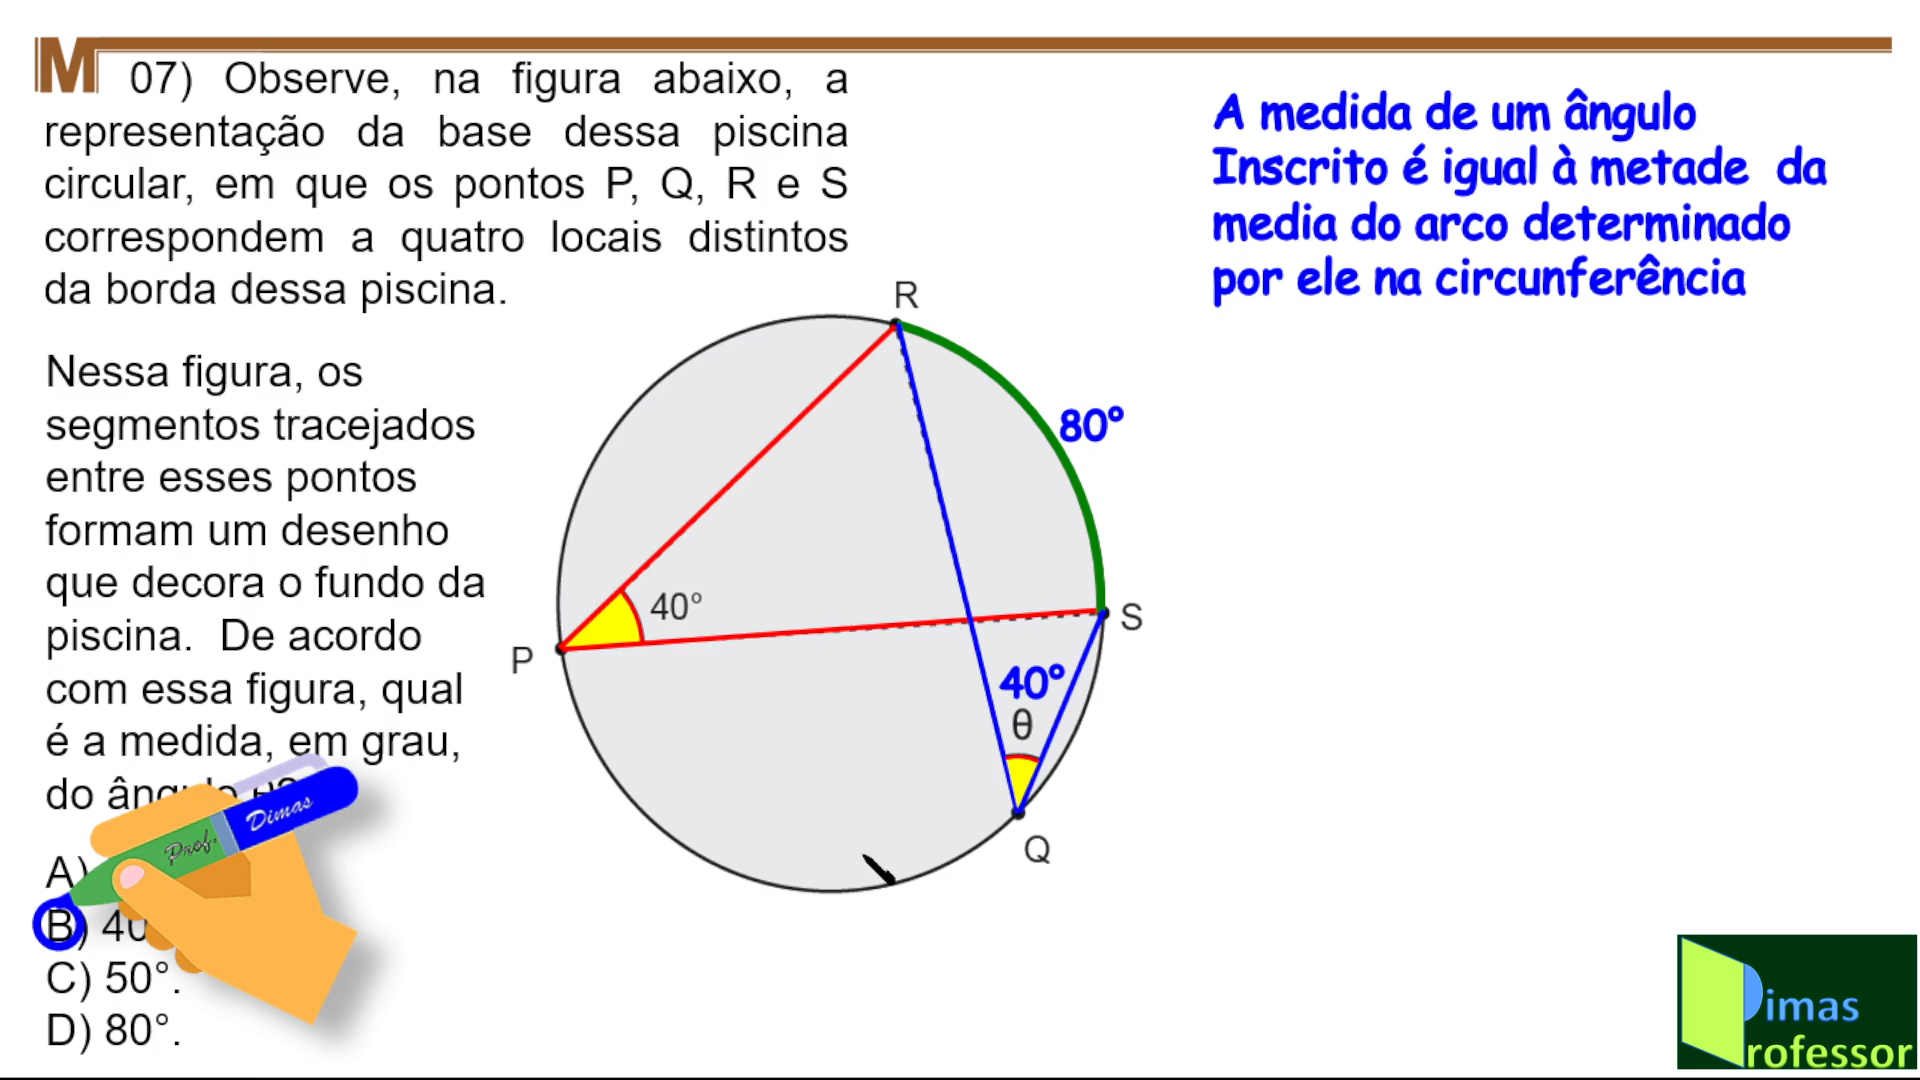 M 07) Observe, na figura abaixo, a
representação da base dessa piscina
circular, em que os pontos P, Q, R e S
correspondem a quatro locais distintos
da borda dessa piscina.
Nessa figura, os
segmentos tracejados
entre esses pontos
formam um desenho
que decora o fundo da
piscina. De acordo
com essa figura, qual
é a medida, em grau,
do
A)
B) 40
C) 50°.
D) 80°.
Prof. Dimas
R
80°
S
40°
P
40°
θ
Q
A medida de um ângulo
Inscrito é igual à metade da
media do arco determinado
por ele na circunferência
Dimas
Professor